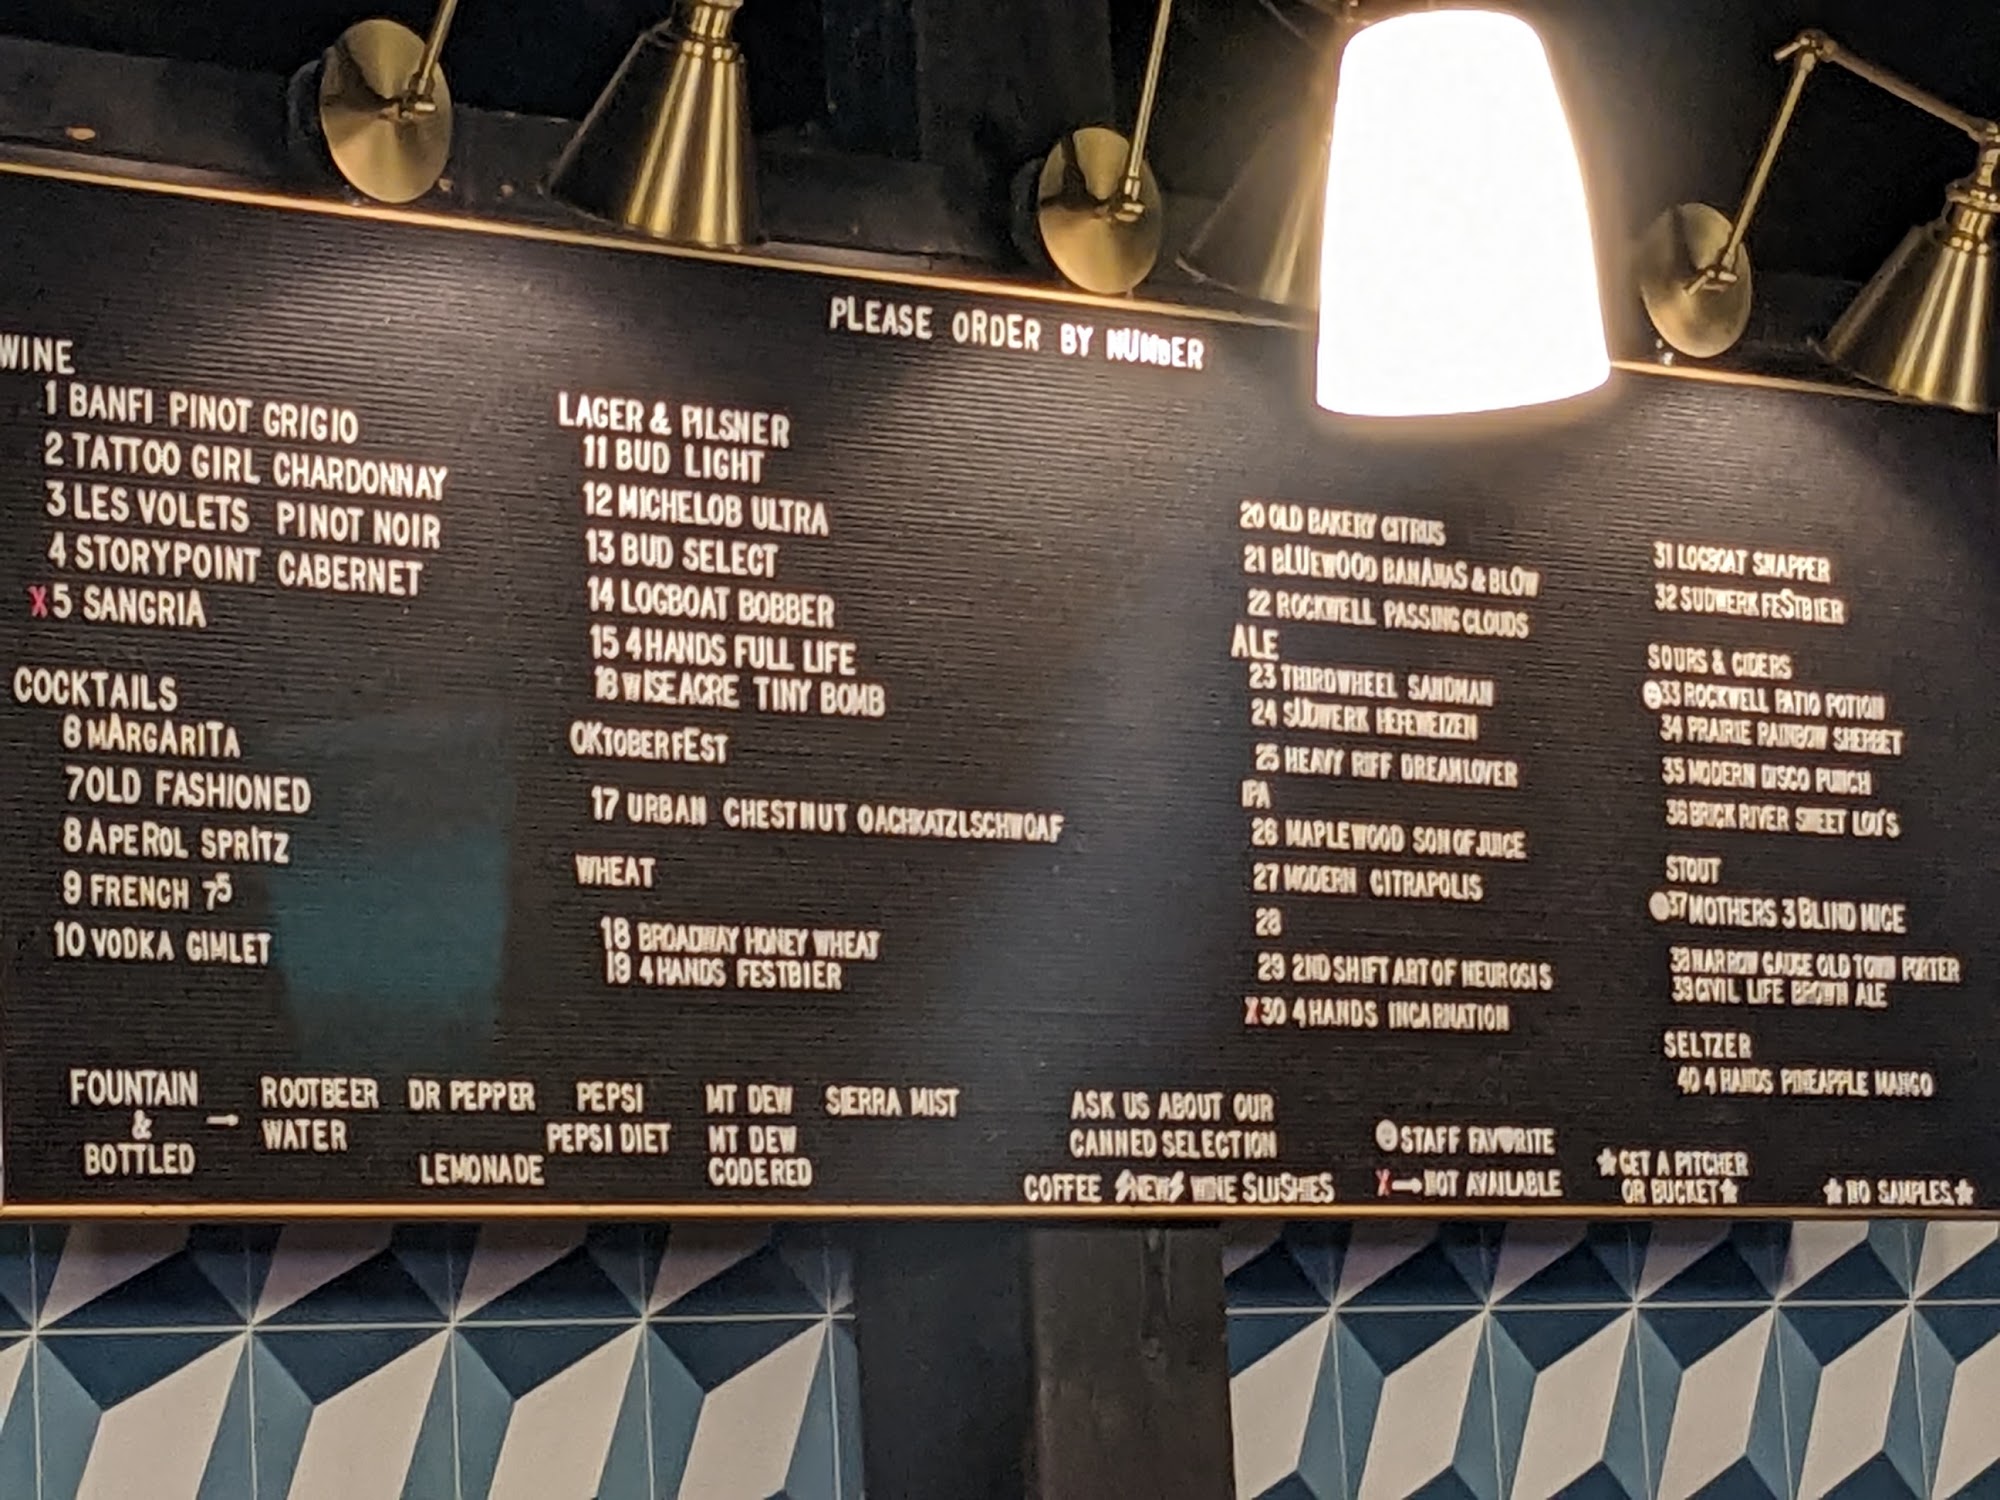 PLEASE ORDER BY NUMBER
WINE
1 BANFI PINOT GRIGIO
2 TATTOO GIRL CHARDONNAY
3 LES VOLETS PINOT NOIR
4 STORYPOINT CABERNET
X 5 SANGRIA
COCKTAILS
8 MARGARITA
7 OLD FASHIONED
8 APEROL SPRITZ
9 FRENCH 75
10 VODKA GIMLET
LAGER & PILSNER
11 BUD LIGHT
12 MICHELOB ULTRA
13 BUD SELECT
14 LOGBOAT BOBBER
15 4 HANDS FULL LIFE
16 WISEACRE TINY BOMB
OKTOBERFEST
17 URBAN CHESTNUT OACHKATZLSCHWOAF
WHEAT
18 BROADWAY HONEY WHEAT
19 4 HANDS FESTBIER
20 OLD BAKERY CITRUS
21 BLUEWOOD BANANAS & BLOW
22 ROCKWELL PASSING CLOUDS
ALE
23 THIRD WHEEL SANDMAN
24 SUDWERK HEFEWEIZEN
25 HEAVY RIFF DREAM LOVER
IPA
26 MAPLEWOOD SON OF JUICE
27 MODERN CITRAPOLIS
28
29 2ND SHIFT ART OF NEUROSIS
X 30 4 HANDS INCARNATION
31 LOGBOAT SNAPPER
32 SUDWERK FESTBIER
SOURS & CIDERS
33 ROCKWELL PATIO POTION
34 PRAIRIE RAINBOW SHERBET
35 MODERN DISCO PUNCH
36 BRICK RIVER SWEET LOU'S
STOUT
37 MOTHERS 3 BLIND MICE
38 NARROW GAUGE OLD TOWN PORTER
39 CIVIL LIFE BROWN ALE
SELTZER
40 4 HANDS PINEAPPLE MANGO
FOUNTAIN
&
BOTTLED →
ROOTBEER DR PEPPER PEPSI MT DEW SIERRA MIST
WATER PEPSI DIET MT DEW
LEMONADE CODERED
ASK US ABOUT OUR
CANNED SELECTION
COFFEE ⚡NEW⚡ WINE SLUSHIES
STAFF FAVORITE
X→NOT AVAILABLE
★GET A PITCHER
OR BUCKET★
★NO SAMPLES★